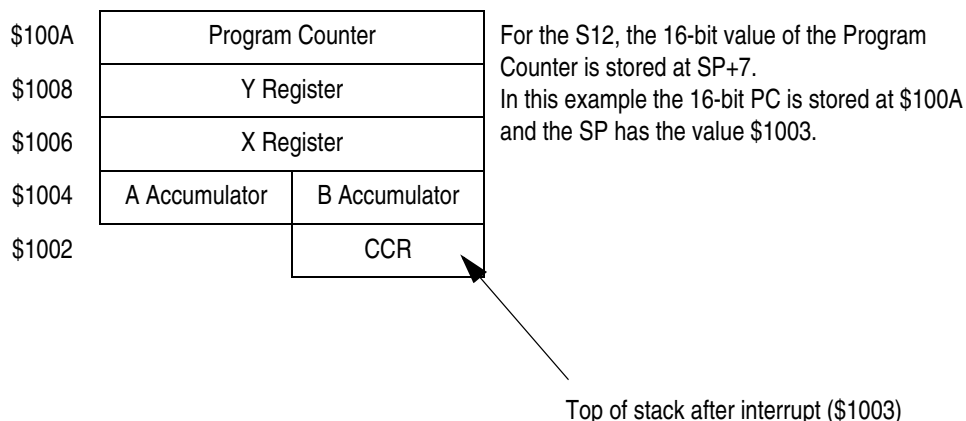 $100A Program Counter
$1008 Y Register
$1006 X Register
$1004 A Accumulator B Accumulator
$1002 CCR
For the S12, the 16-bit value of the Program
Counter is stored at SP+7.
In this example the 16-bit PC is stored at $100A
and the SP has the value $1003.
Top of stack after interrupt ($1003)